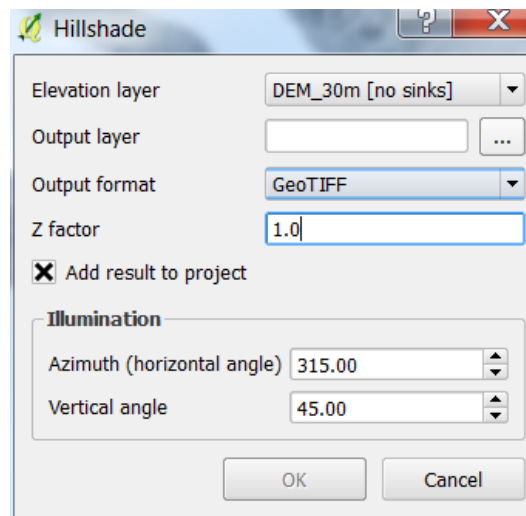 Hillshade
Elevation layer DEM_30m [no sinks]
Output layer ...
Output format GeoTIFF
Z factor 1.0
Add result to project
Illumination
Azimuth (horizontal angle) 315.00
Vertical angle 45.00
OK Cancel